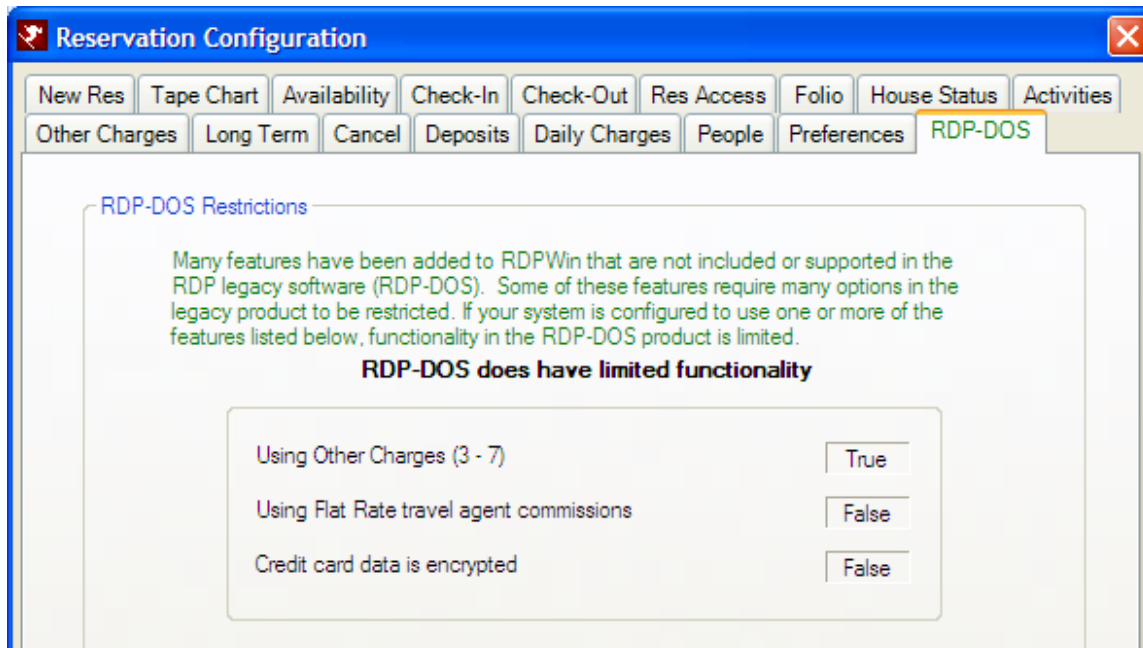 Reservation Configuration
New Res Tape Chart Availability Check-In Check-Out Res Access Folio House Status Activities
Other Charges Long Term Cancel Deposits Daily Charges People Preferences RDP-DOS
RDP-DOS Restrictions
Many features have been added to RDPWin that are not included or supported in the
RDP legacy software (RDP-DOS). Some of these features require many options in the
legacy product to be restricted. If your system is configured to use one or more of the
features listed below, functionality in the RDP-DOS product is limited.
RDP-DOS does have limited functionality
Using Other Charges (3 - 7) True
Using Flat Rate travel agent commissions False
Credit card data is encrypted False